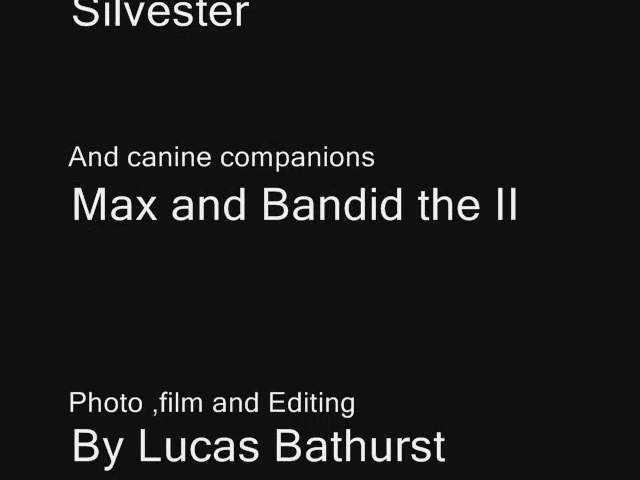 Silvester
And canine companions
Max and Bandid the II
Photo ,film and Editing
By Lucas Bathurst